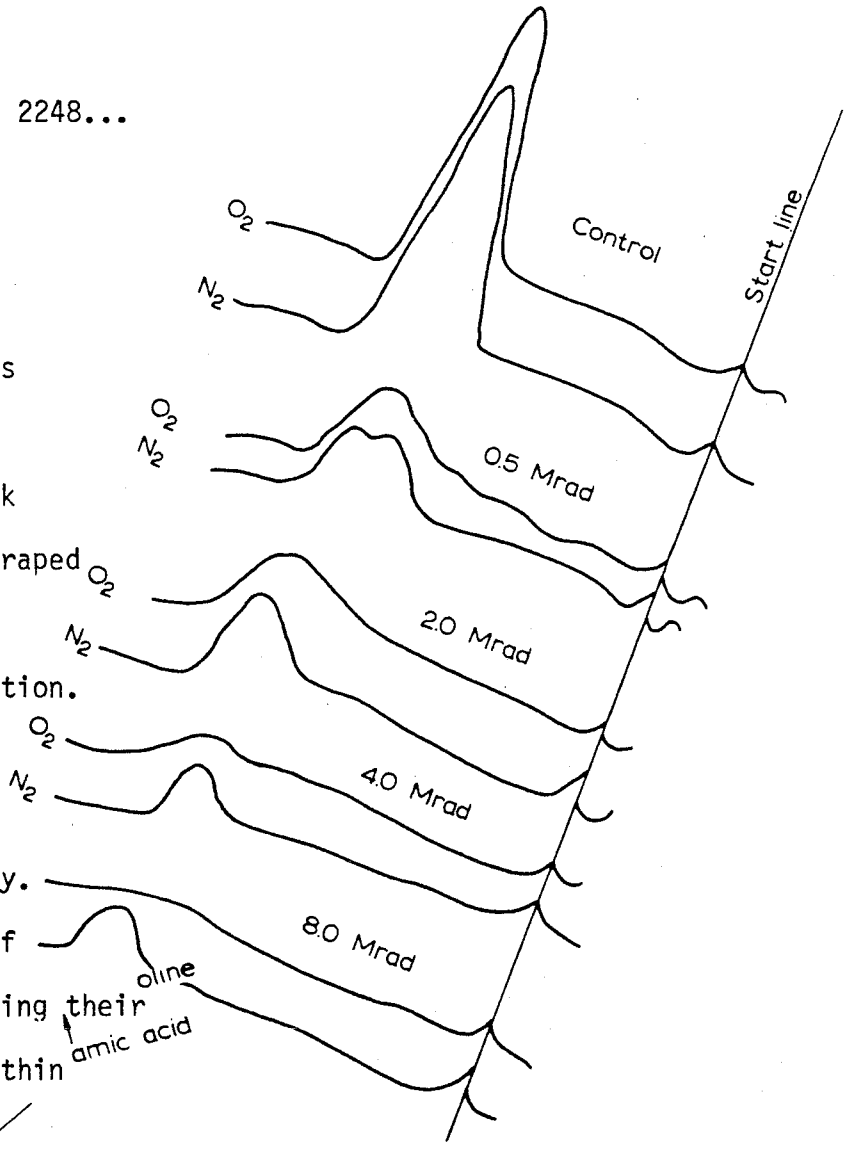 2248...
O2
Control
Start line
N2
s
O2
N2
0.5 Mrad
k
raped
O2
2.0 Mrad
N2
tion.
O2
4.0 Mrad
N2
y.
8.0 Mrad
f
oline
ing their
amic acid
thin